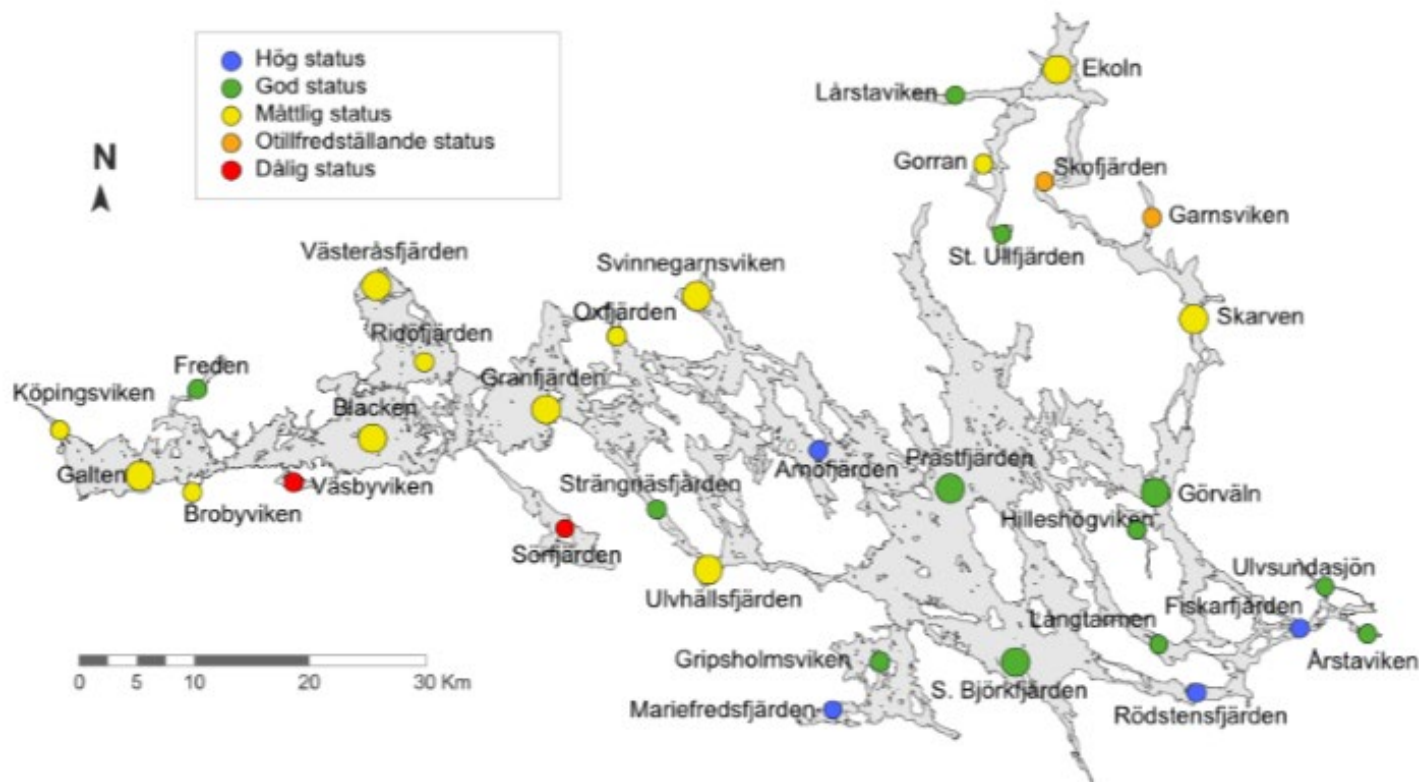 Hög status
God status
Måttlig status
Otillfredställande status
Dålig status
N
Ekoln
Lårstaviken
Gorran
Skofjärden
Garnsviken
St. Ullfjärden
Västeråsfjärden
Svinnegarnsviken
Oxfjärden
Skarven
Ridöfjärden
Freden
Granfjärden
Köpingsviken
Blacken
Galten
Väsbyviken
Arnöfjärden
Prästfjärden
Strängnäsfjärden
Görväln
Brobyviken
Hilleshögviken
Sörfjärden
Ulvsundasjön
Ulvhällsfjärden
Fiskarfjärden
Långtarmen
Gripsholmsviken
Årstaviken
S. Björkfjärden
0 5 10 20 30 Km
Mariefredsfjärden
Rödstensfjärden